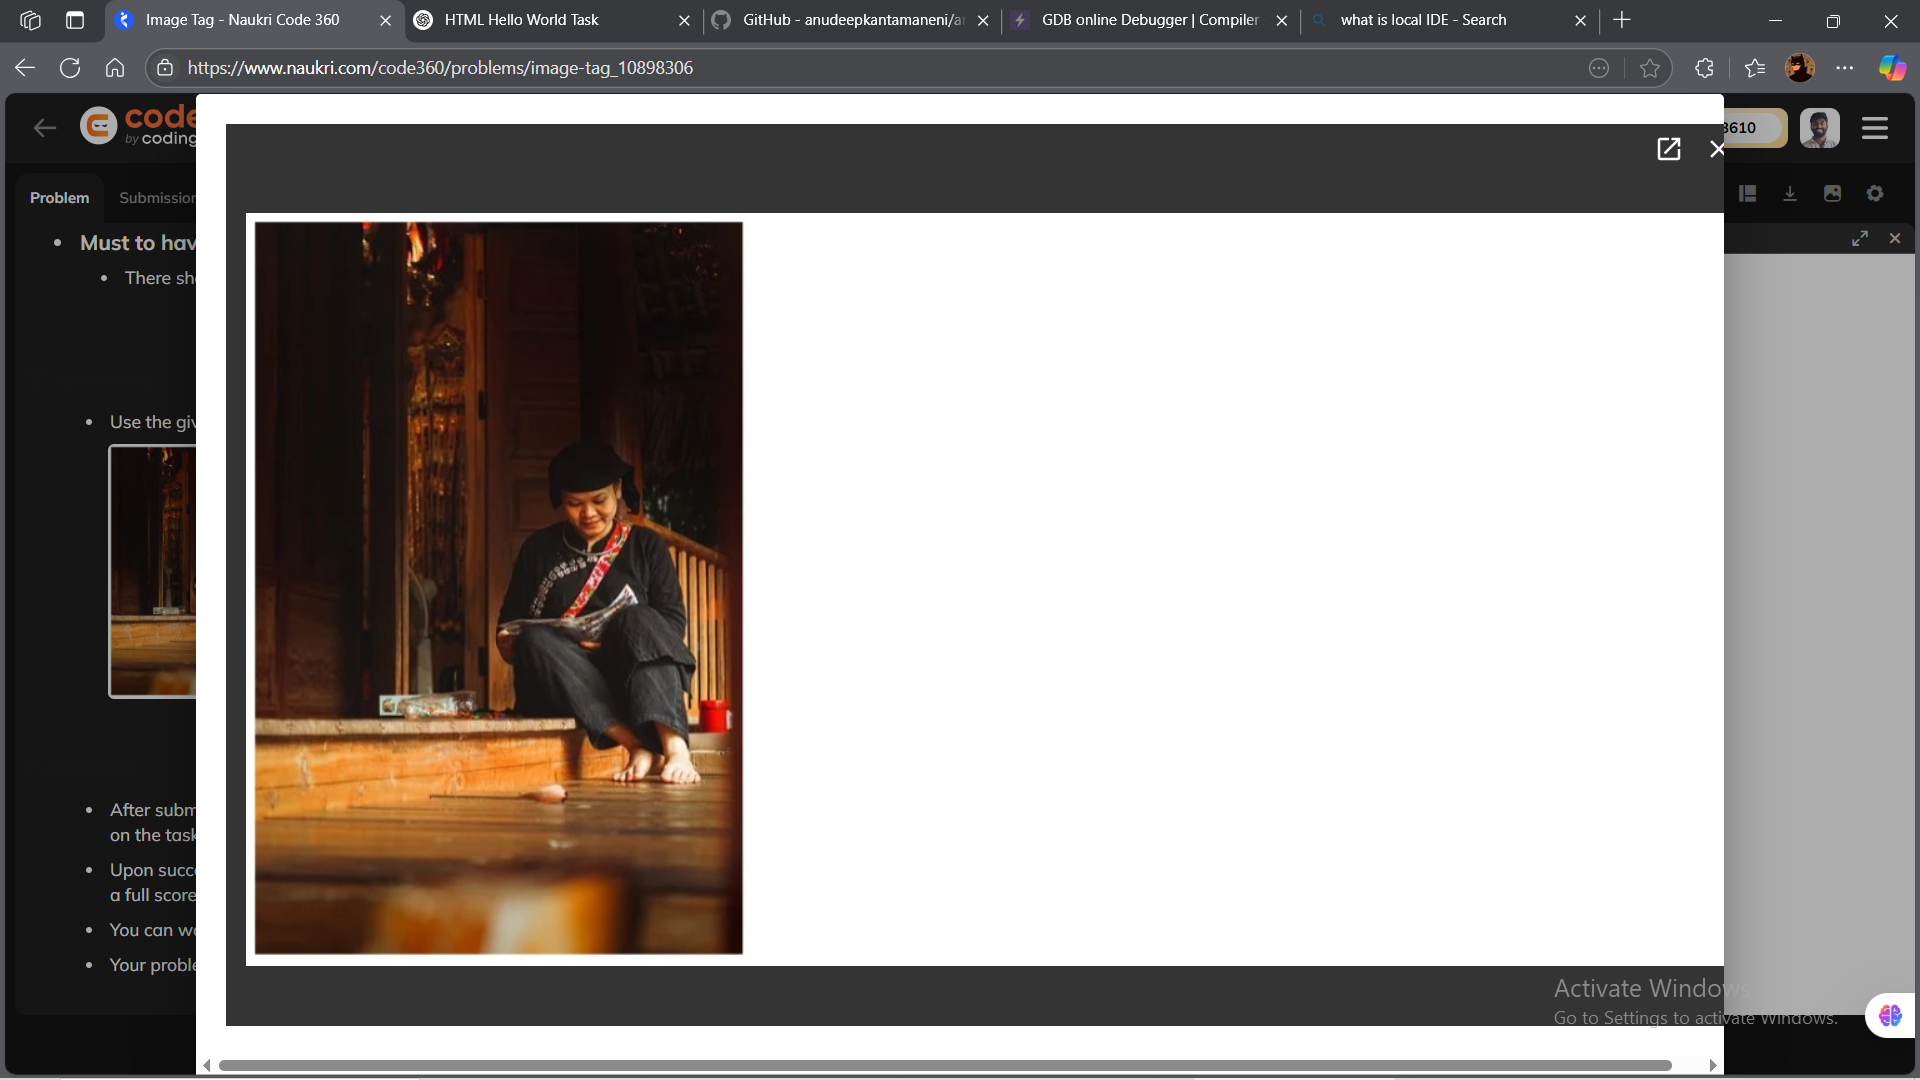 Image Tag - Naukri Code 360
HTML Hello World Task
GitHub - anudeepkantamaneni/a
GDB online Debugger | Compiler
what is local IDE - Search
https://www.naukri.com/code360/problems/image-tag_10898306
code
by coding
3610
Problem
Submission
Must to hav
There sh
Use the giv
After subm
on the task
Upon succ
a full score
You can w
Your proble
Activate Windows
Go to Settings to activate Windows.